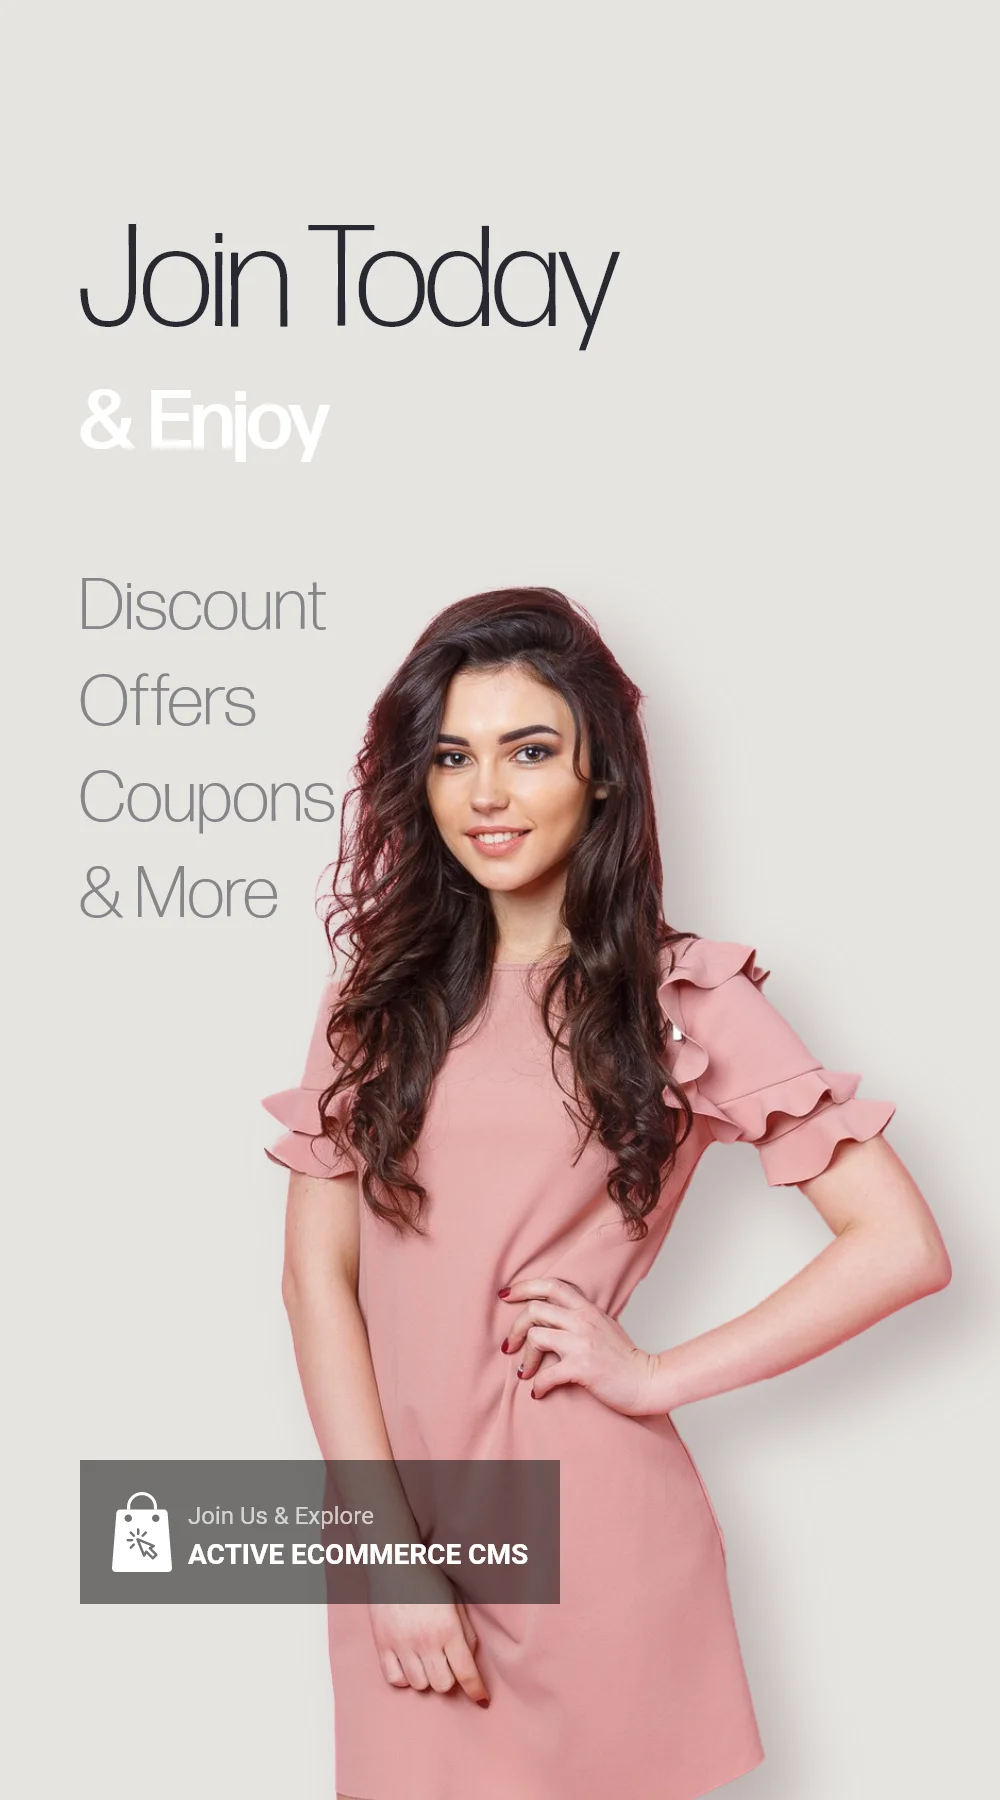 Join Today
& Enjoy
Discount
Offers
Coupons
& More
Join Us & Explore
ACTIVE ECOMMERCE CMS